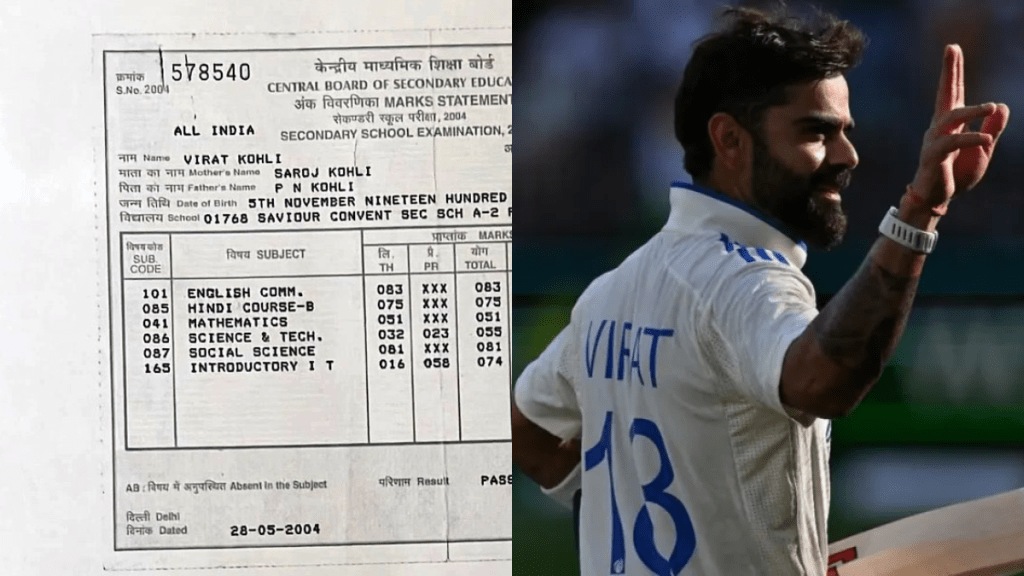 क्रमांक
S.No. 2004
578540
केन्द्रीय माध्यमिक शिक्षा बोर्ड
CENTRAL BOARD OF SECONDARY EDUCA
अंक विवरणिका MARKS STATEMENT
सेकण्डरी स्कूल परीक्षा, 2004
ALL INDIA SECONDARY SCHOOL EXAMINATION, 2
नाम Name VIRAT KOHLI
माता का नाम Mother's Name SAROJ KOHLI
पिता का नाम Father's Name P N KOHLI
जन्म तिथि Date of Birth 5TH NOVEMBER NINETEEN HUNDRED
विद्यालय School 01768 SAVIOUR CONVENT SEC SCH A-2
विषय कोड
SUB.
CODE
विषय SUBJECT
प्राप्तांक MARKS
लि.
TH
प्रै.
PR
योग
TOTAL
101 ENGLISH COMM. 083 XXX 083
085 HINDI COURSE-B 075 XXX 075
041 MATHEMATICS 051 XXX 051
086 SCIENCE & TECH. 032 023 055
087 SOCIAL SCIENCE 081 XXX 081
165 INTRODUCTORY I T 016 058 074
AB : विषय में अनुपस्थित Absent in the Subject परिणाम Result PASS
दिल्ली Delhi
दिनांक Dated 28-05-2004
VIRAT
18